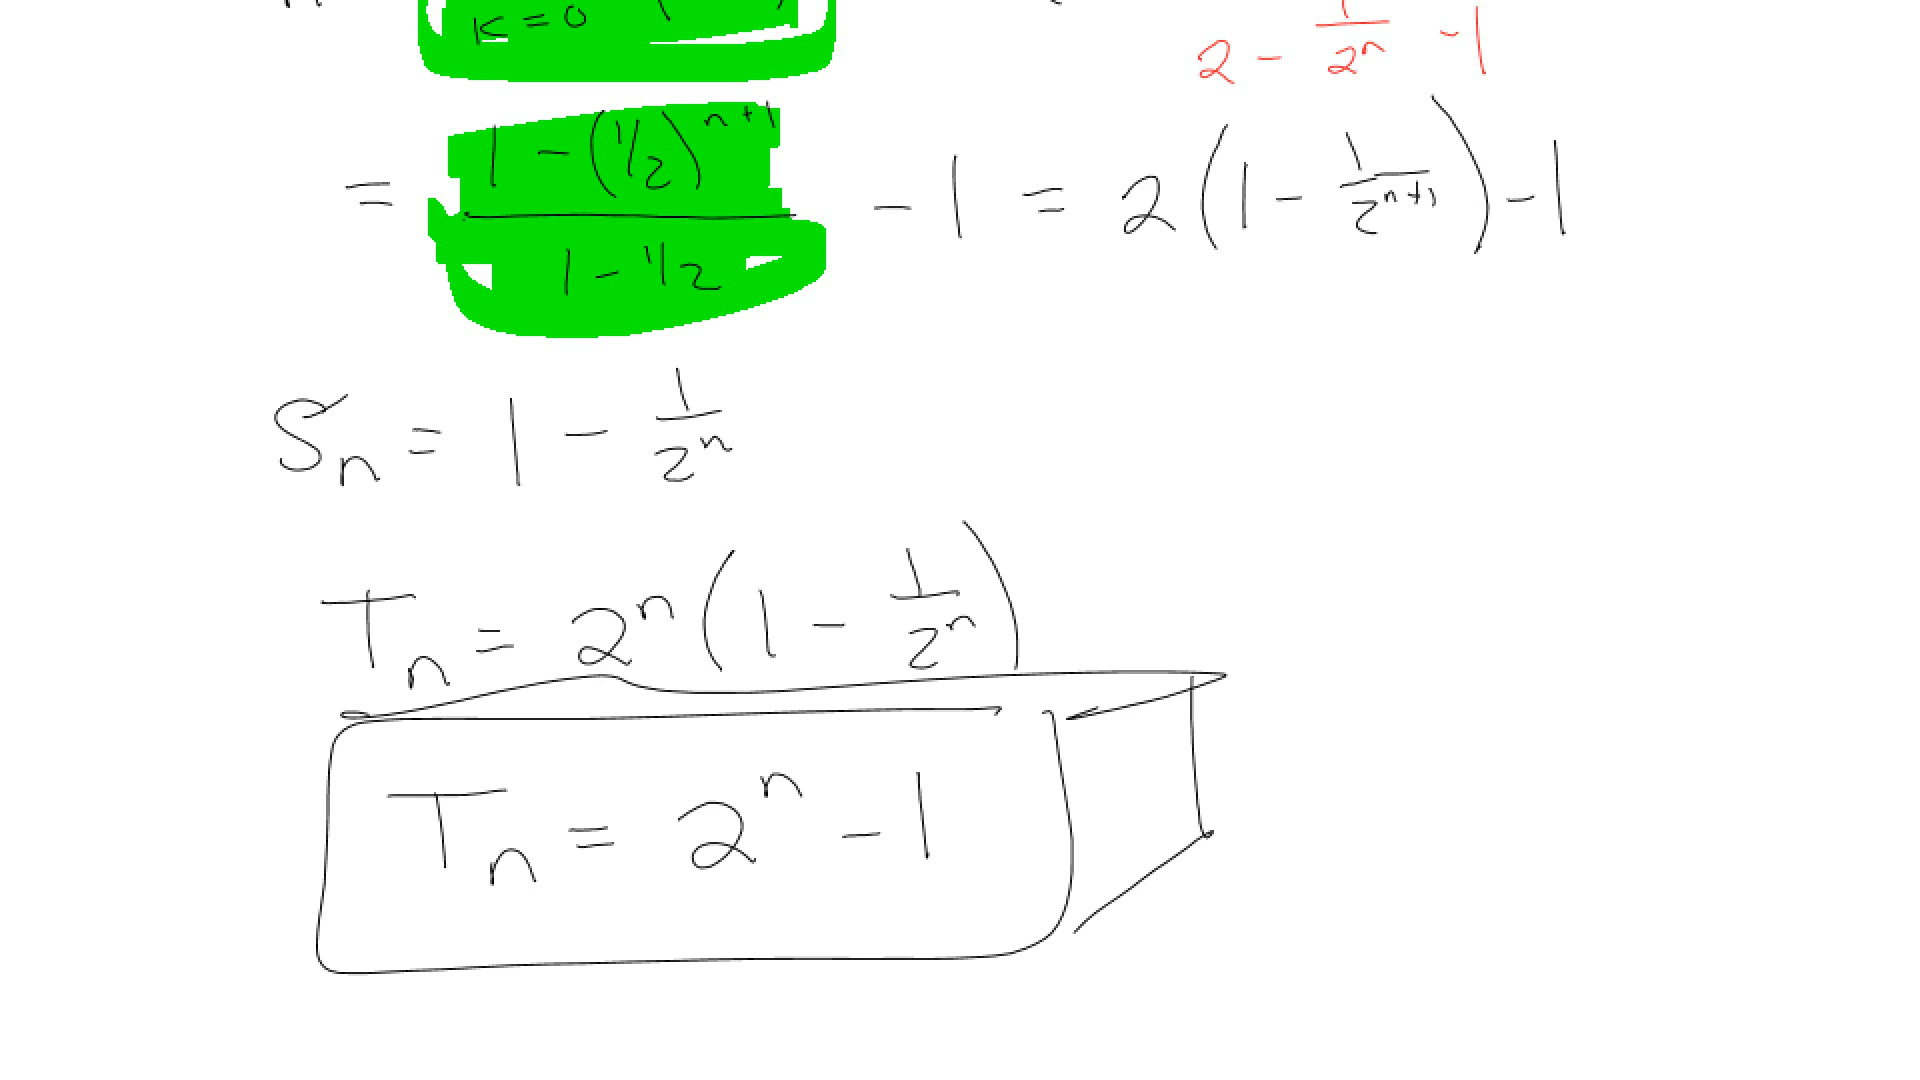 K = 0
2 - 1/2^n - 1
= (1 - (1/2)^(n+1))/(1 - 1/2) - 1 = 2(1 - 1/2^(n+1)) - 1
S_n = 1 - 1/2^n
T_n = 2^n (1 - 1/2^n)
T_n = 2^n - 1